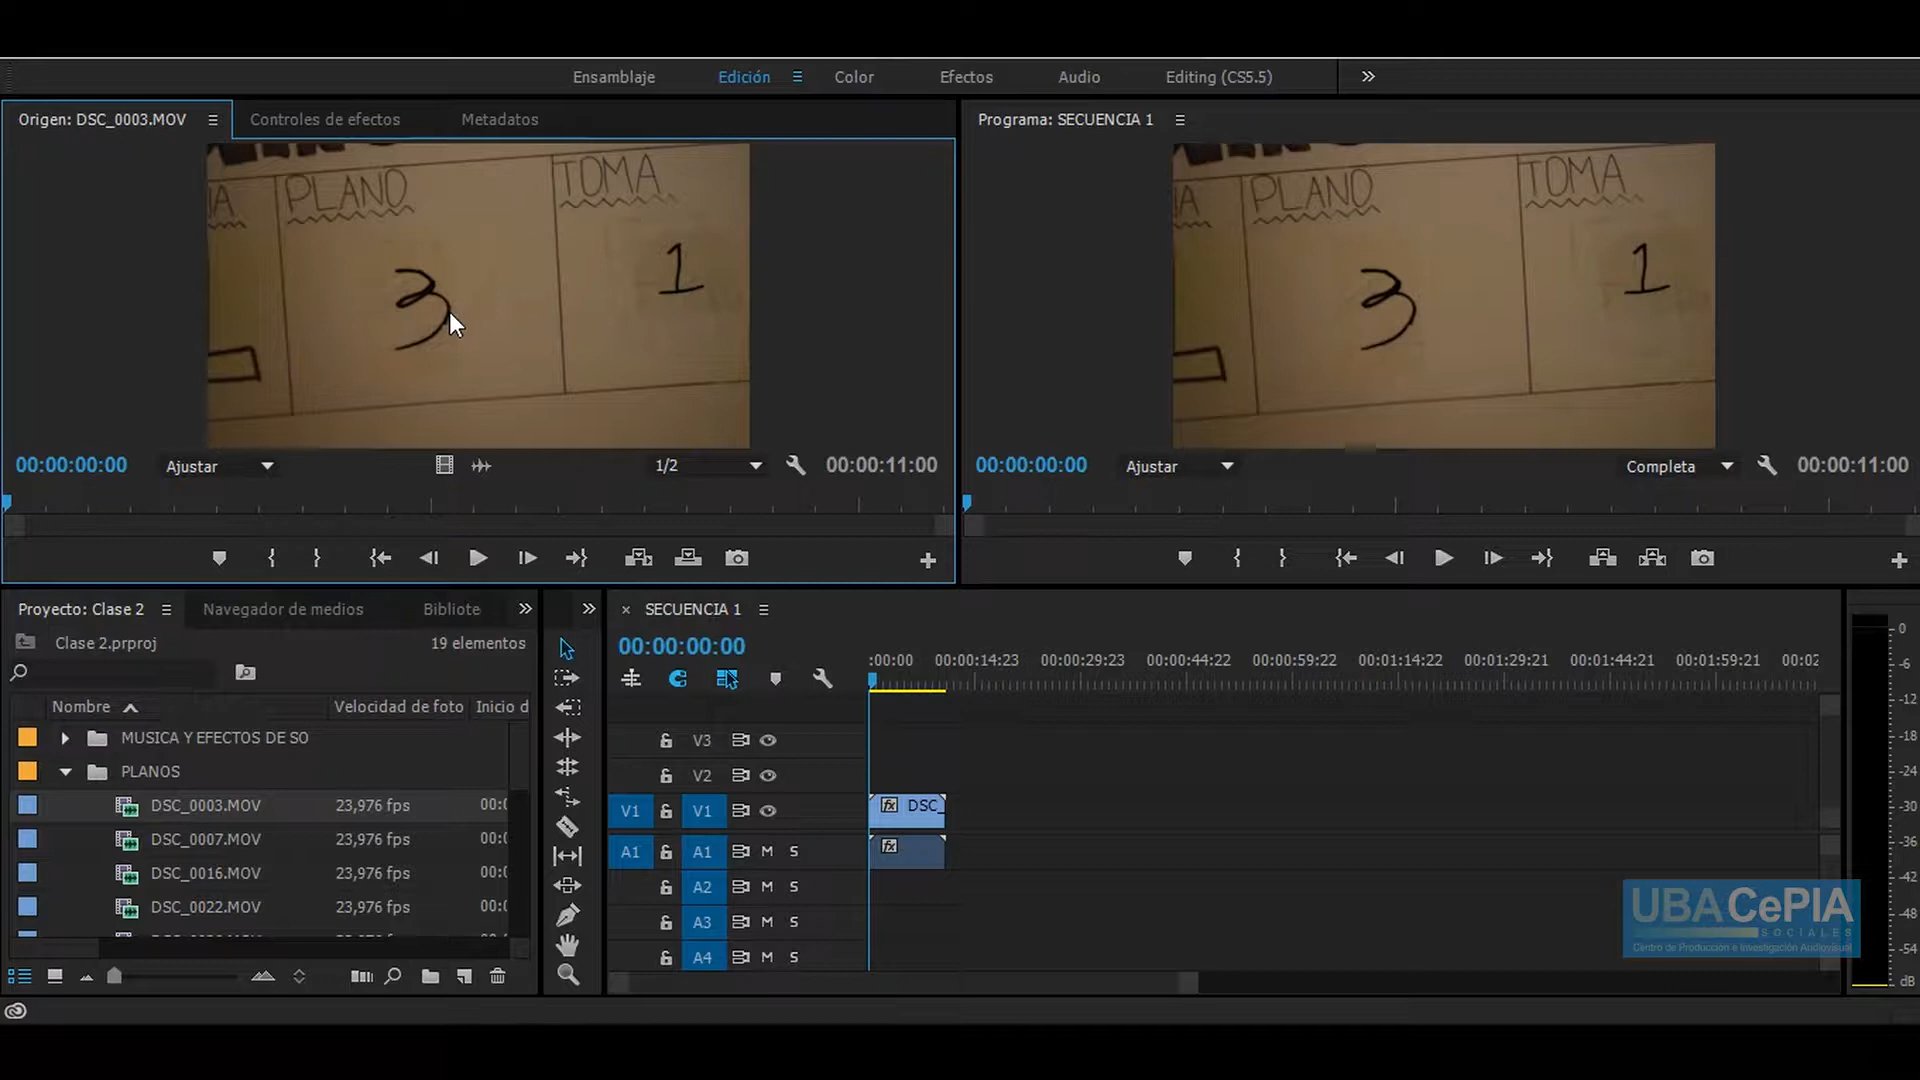 Ensamblaje Edición Color Efectos Audio Editing (CS5.5)
Origen: DSC_0003.MOV Controles de efectos Metadatos
Programa: SECUENCIA 1
PLANO TOMA
3 1
PLANO TOMA
3 1
00:00:00:00 Ajustar 1/2 00:00:11:00
00:00:00:00 Ajustar Completa 00:00:11:00
Proyecto: Clase 2 Navegador de medios Bibliote
Clase 2.prproj 19 elementos
Nombre Velocidad de foto Inicio d
MUSICA Y EFECTOS DE SO
PLANOS
DSC_0003.MOV 23,976 fps 00:
DSC_0007.MOV 23,976 fps 00:
DSC_0016.MOV 23,976 fps 00:
DSC_0022.MOV 23,976 fps 00:
SECUENCIA 1
00:00:00:00
:00:00 00:00:14:23 00:00:29:23 00:00:44:22 00:00:59:22 00:01:14:22 00:01:29:21 00:01:44:21 00:01:59:21 00:02
V3
V2
V1 V1 fx DSC_
A1 A1 M S fx
A2 M S
A3 M S
A4 M S
0
-6
-12
-18
-24
-30
-36
-42
-48
-54
dB
UBA CePIA
SOCIALES
Centro de Producción e Investigación Audiovisual